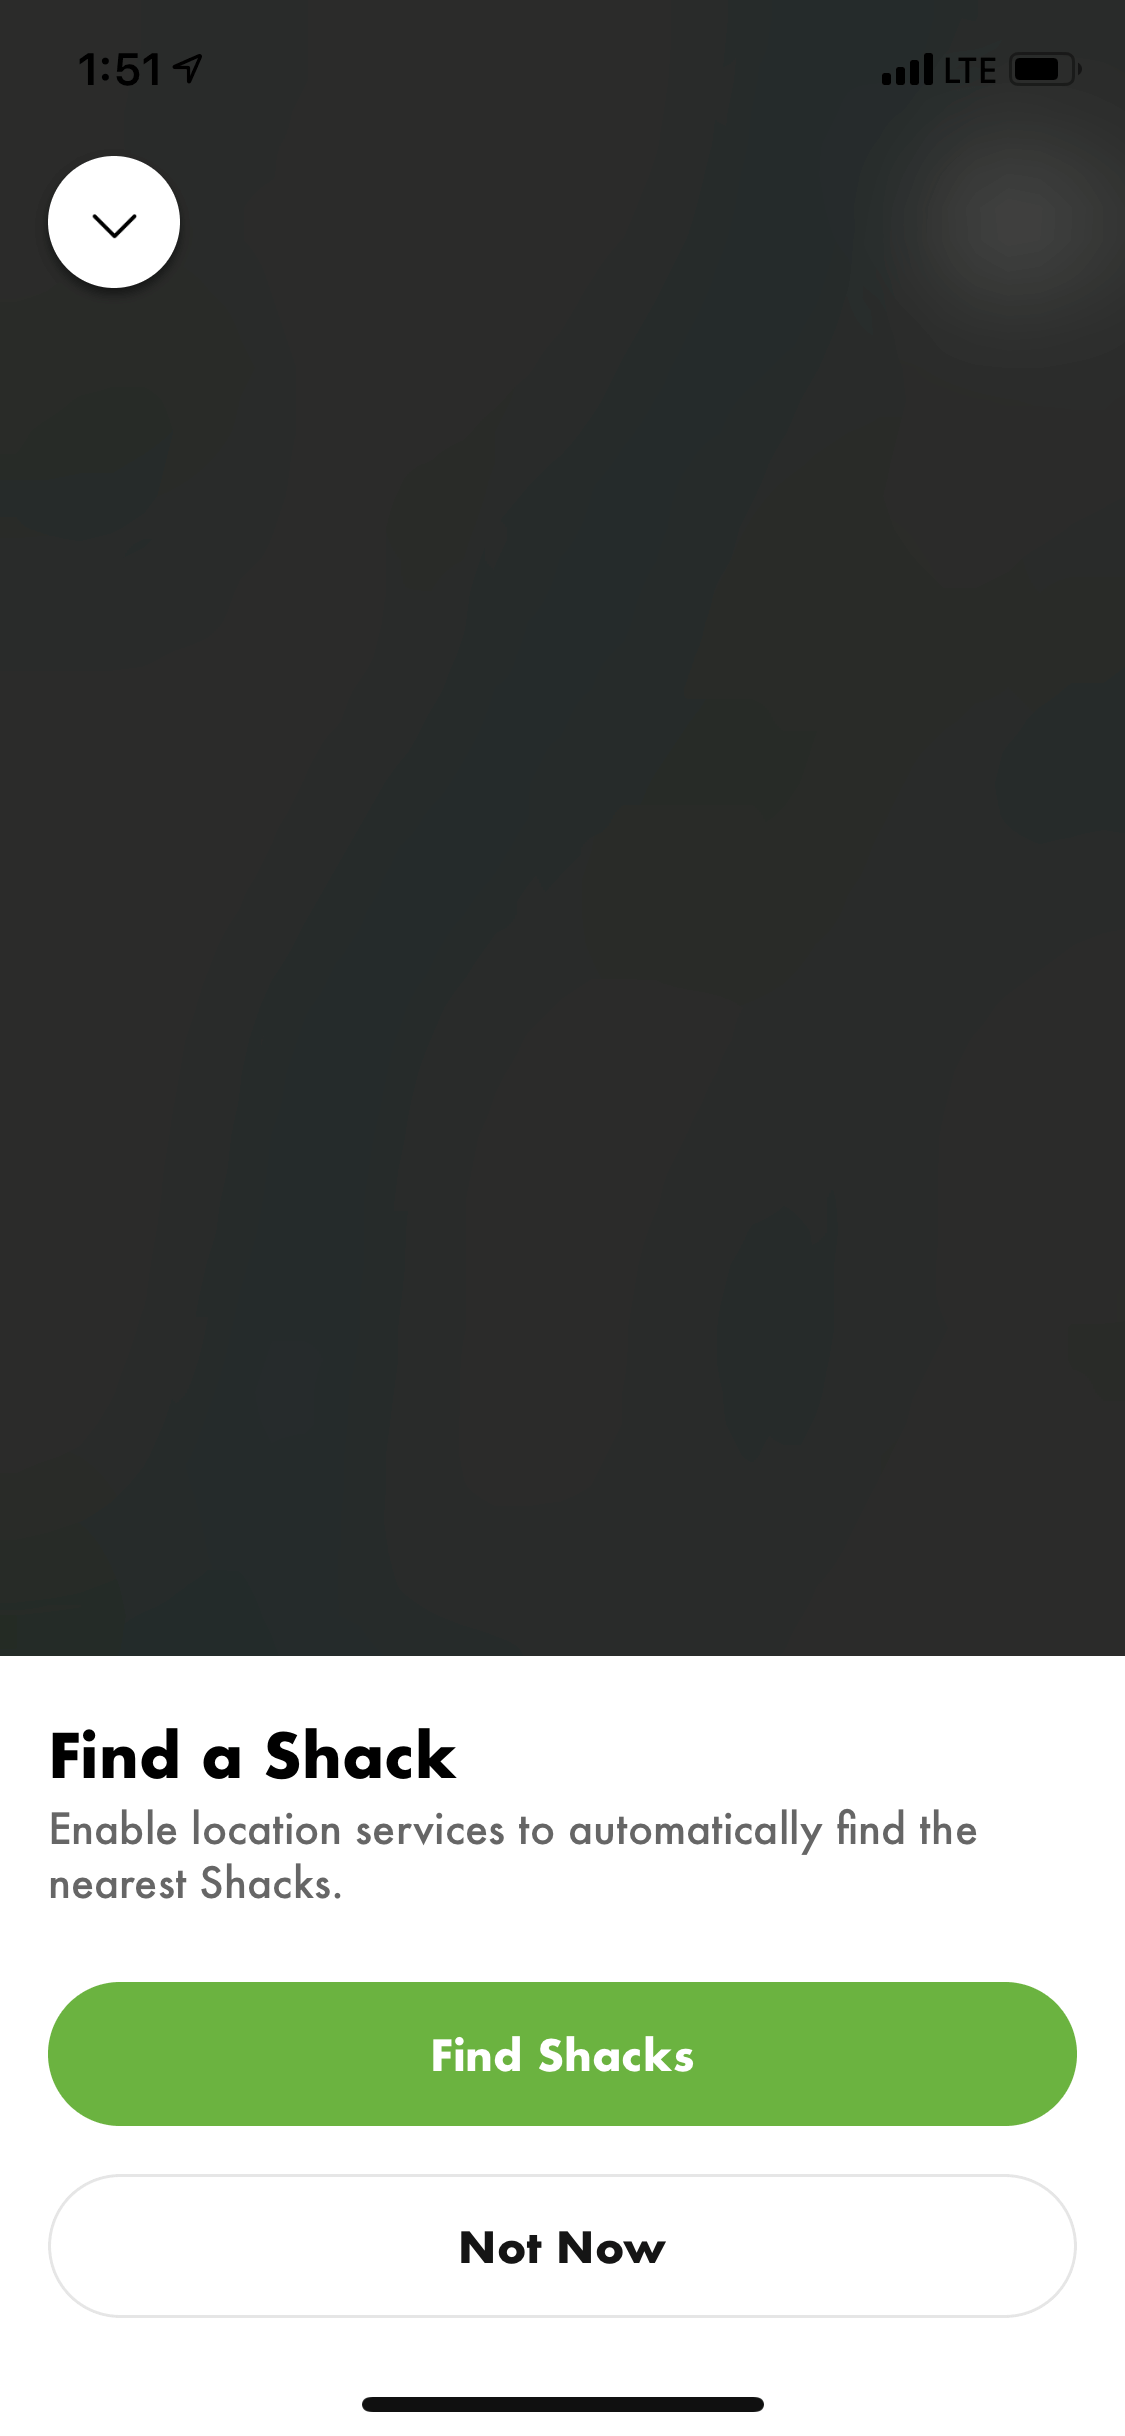 1:51 LTE
Find a Shack
Enable location services to automatically find the
nearest Shacks.
Find Shacks
Not Now